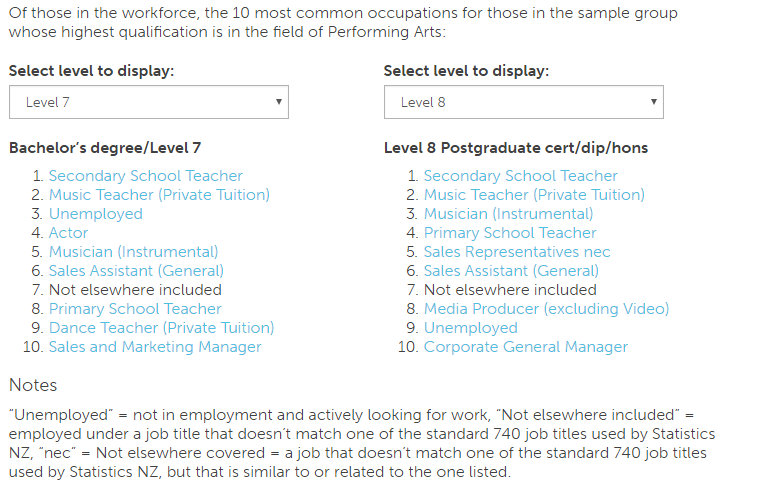 Of those in the workforce, the 10 most common occupations for those in the sample group
whose highest qualification is in the field of Performing Arts:
Select level to display:
Level 7
Bachelor's degree/Level 7
1. Secondary School Teacher
2. Music Teacher (Private Tuition)
3. Unemployed
4. Actor
5. Musician (Instrumental)
6. Sales Assistant (General)
7. Not elsewhere included
8. Primary School Teacher
9. Dance Teacher (Private Tuition)
10. Sales and Marketing Manager
Select level to display:
Level 8
Level 8 Postgraduate cert/dip/hons
1. Secondary School Teacher
2. Music Teacher (Private Tuition)
3. Musician (Instrumental)
4. Primary School Teacher
5. Sales Representatives nec
6. Sales Assistant (General)
7. Not elsewhere included
8. Media Producer (excluding Video)
9. Unemployed
10. Corporate General Manager
Notes
"Unemployed" = not in employment and actively looking for work, "Not elsewhere included" =
employed under a job title that doesn't match one of the standard 740 job titles used by Statistics
NZ, "nec" = Not elsewhere covered = a job that doesn't match one of the standard 740 job titles
used by Statistics NZ, but that is similar to or related to the one listed.